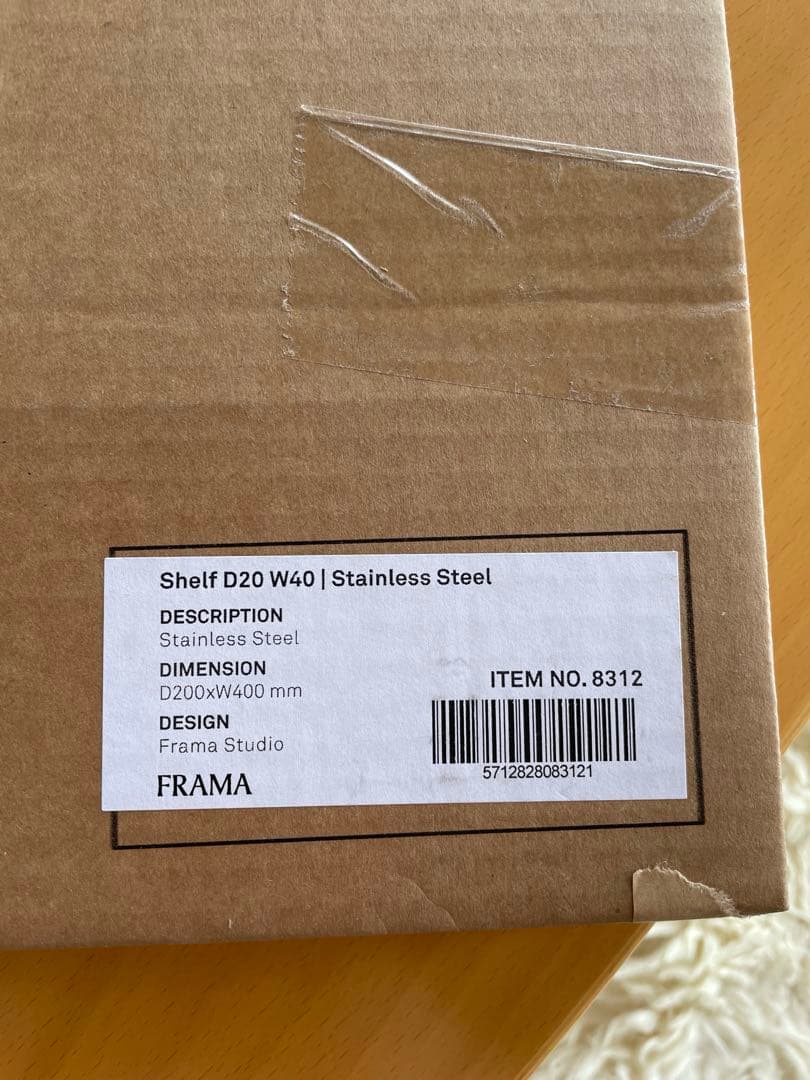 Shelf D20 W40 | Stainless Steel
DESCRIPTION
Stainless Steel
DIMENSION
D200xW400 mm
DESIGN
Frama Studio
FRAMA
ITEM NO. 8312
5712828083121